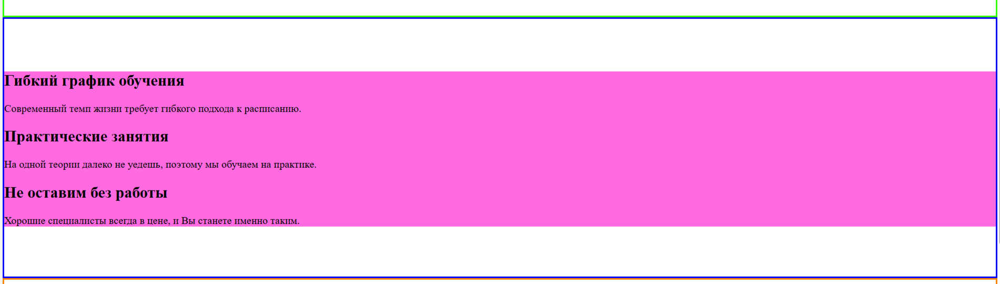 Гибкий график обучения
Современный темп жизни требует гибкого подхода к расписанию.
Практические занятия
На одной теории далеко не уедешь, поэтому мы обучаем на практике.
Не оставим без работы
Хорошие специалисты всегда в цене, и Вы станете именно таким.